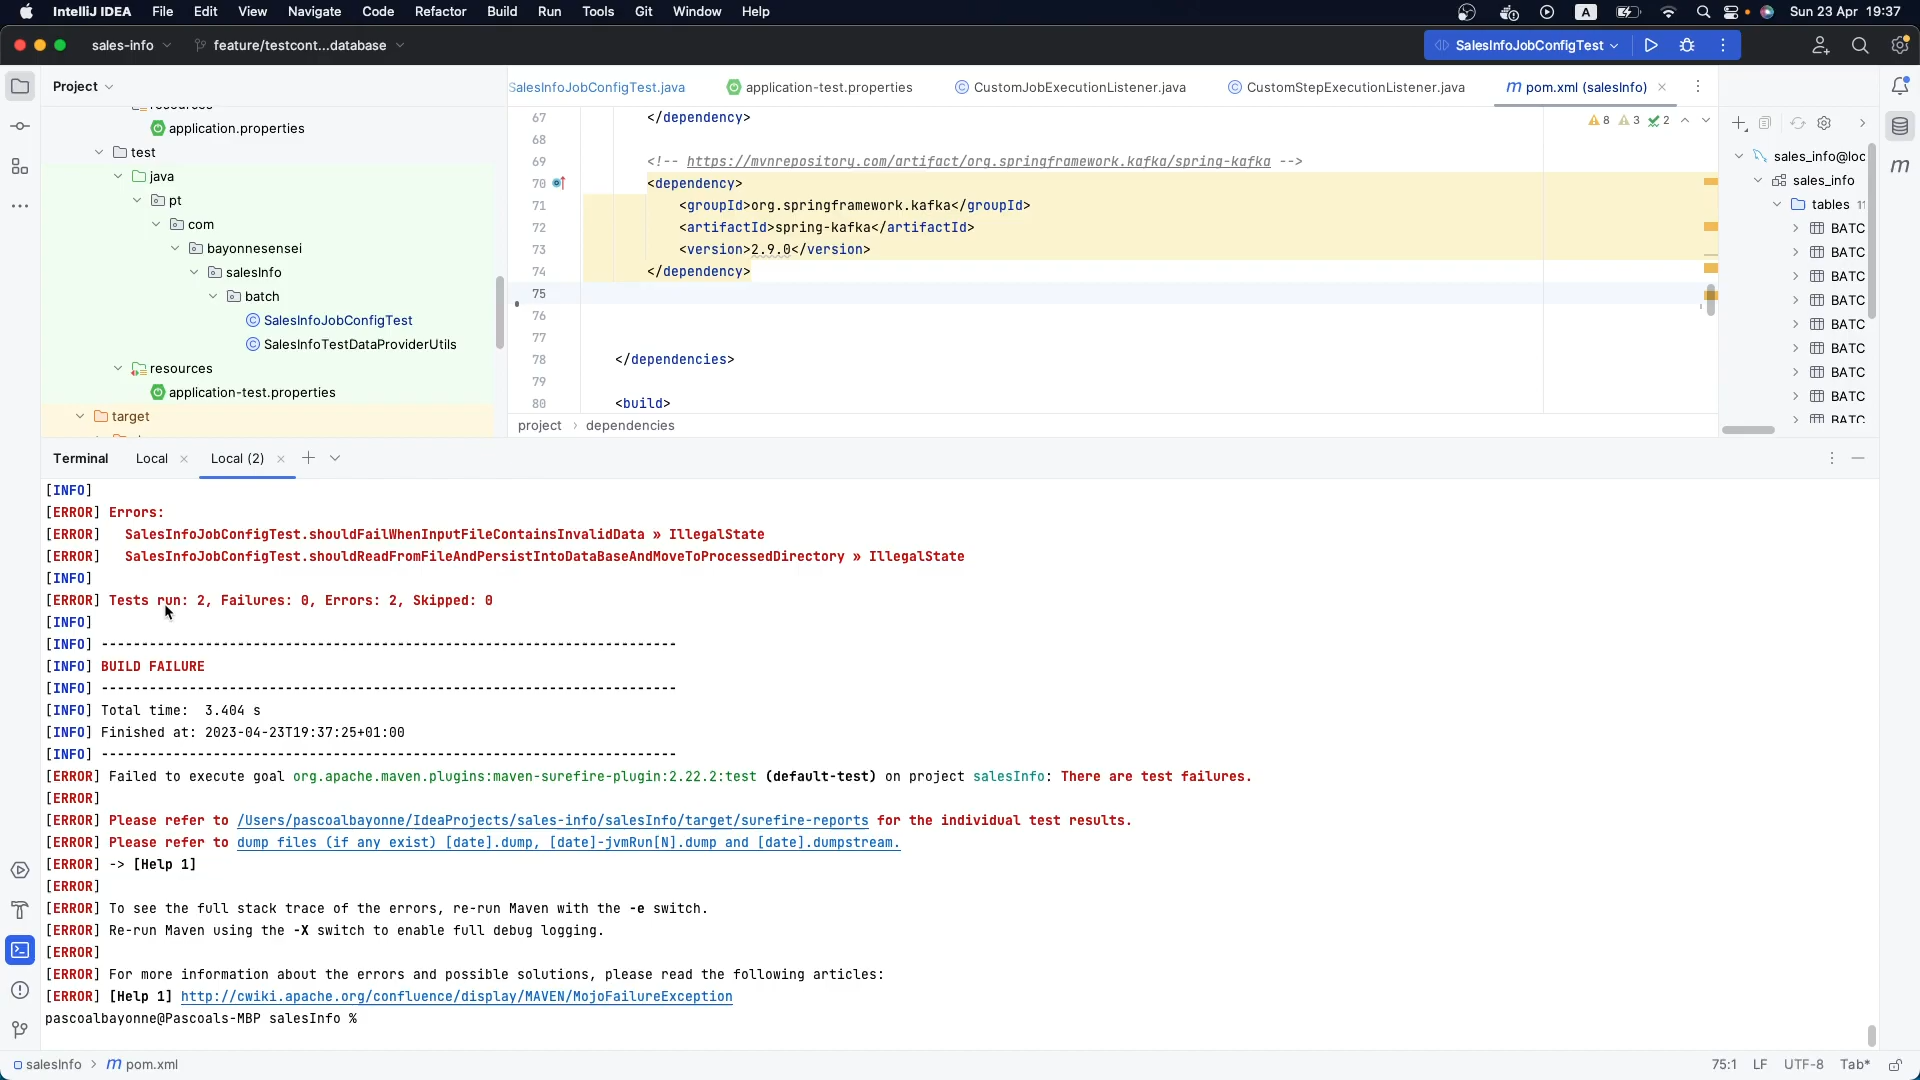 IntelliJ IDEA File Edit View Navigate Code Refactor Build Run Tools Git Window Help A Sun 23 Apr 19:37
sales-info feature/testcont...database SalesInfoJobConfigTest
Project
SalesInfoJobConfigTest.java application-test.properties CustomJobExecutionListener.java CustomStepExecutionListener.java pom.xml (salesInfo)
resources
application.properties
test
java
pt
com
bayonnesensei
salesInfo
batch
SalesInfoJobConfigTest
SalesInfoTestDataProviderUtils
resources
application-test.properties
target
67 </dependency>
68
69 <!-- https://mvnrepository.com/artifact/org.springframework.kafka/spring-kafka -->
70 <dependency>
71 <groupId>org.springframework.kafka</groupId>
72 <artifactId>spring-kafka</artifactId>
73 <version>2.9.0</version>
74 </dependency>
75
76
77
78 </dependencies>
79
80 <build>
8 3 2
project › dependencies
sales_info@loc
sales_info
tables 11
BATC
BATC
BATC
BATC
BATC
BATC
BATC
BATC
BATC
Terminal Local Local (2)
[INFO]
[ERROR] Errors:
[ERROR] SalesInfoJobConfigTest.shouldFailWhenInputFileContainsInvalidData » IllegalState
[ERROR] SalesInfoJobConfigTest.shouldReadFromFileAndPersistIntoDataBaseAndMoveToProcessedDirectory » IllegalState
[INFO]
[ERROR] Tests run: 2, Failures: 0, Errors: 2, Skipped: 0
[INFO]
[INFO] ------------------------------------------------------------------------
[INFO] BUILD FAILURE
[INFO] ------------------------------------------------------------------------
[INFO] Total time:  3.404 s
[INFO] Finished at: 2023-04-23T19:37:25+01:00
[INFO] ------------------------------------------------------------------------
[ERROR] Failed to execute goal org.apache.maven.plugins:maven-surefire-plugin:2.22.2:test (default-test) on project salesInfo: There are test failures.
[ERROR]
[ERROR] Please refer to /Users/pascoalbayonne/IdeaProjects/sales-info/salesInfo/target/surefire-reports for the individual test results.
[ERROR] Please refer to dump files (if any exist) [date].dump, [date]-jvmRun[N].dump and [date].dumpstream.
[ERROR] -> [Help 1]
[ERROR]
[ERROR] To see the full stack trace of the errors, re-run Maven with the -e switch.
[ERROR] Re-run Maven using the -X switch to enable full debug logging.
[ERROR]
[ERROR] For more information about the errors and possible solutions, please read the following articles:
[ERROR] [Help 1] http://cwiki.apache.org/confluence/display/MAVEN/MojoFailureException
pascoalbayonne@Pascoals-MBP salesInfo %
salesInfo > pom.xml 75:1 LF UTF-8 Tab*